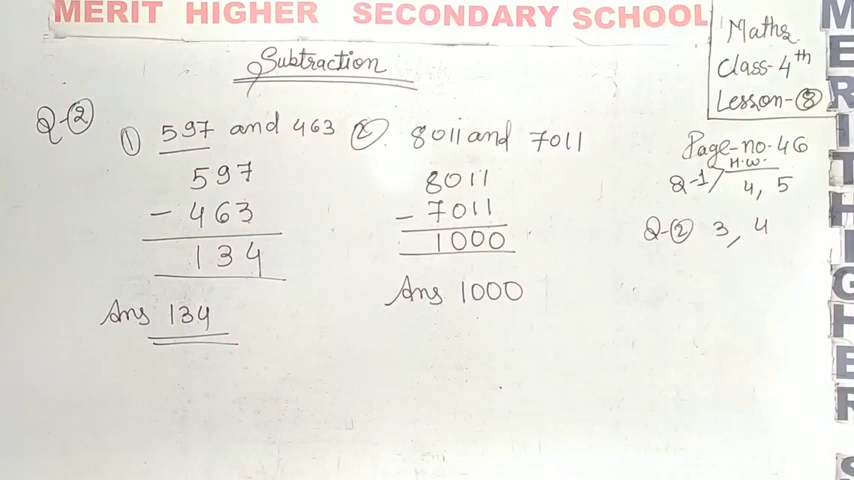 MERIT HIGHER SECONDARY SCHOOL
Maths
Class-4th
Lesson-8
Subtraction
Q-2
1 597 and 463
597
- 463
134
Ans 134
2. 8011 and 7011
8011
- 7011
1000
Ans 1000
Page-no-46
H.W.
Q-1) 4, 5
Q-2 3, 4
MERIT HIGHER S